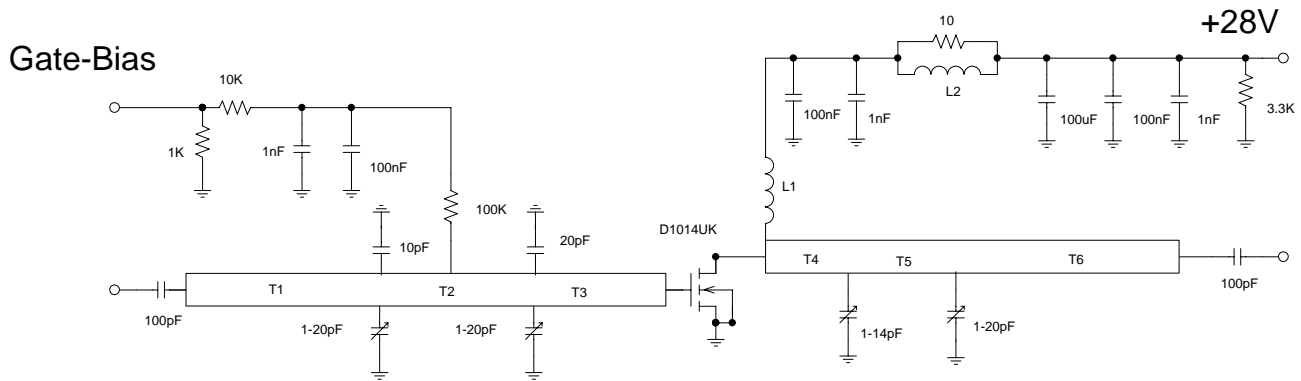 10
+28V
Gate-Bias
10K
L2
100nF
1nF
100uF
100nF
1nF
3.3K
1K
1nF
100nF
L1
100K
D1014UK
10pF
20pF
T4
T5
T6
T1
T2
T3
100pF
100pF
1-20pF
1-20pF
1-14pF
1-20pF